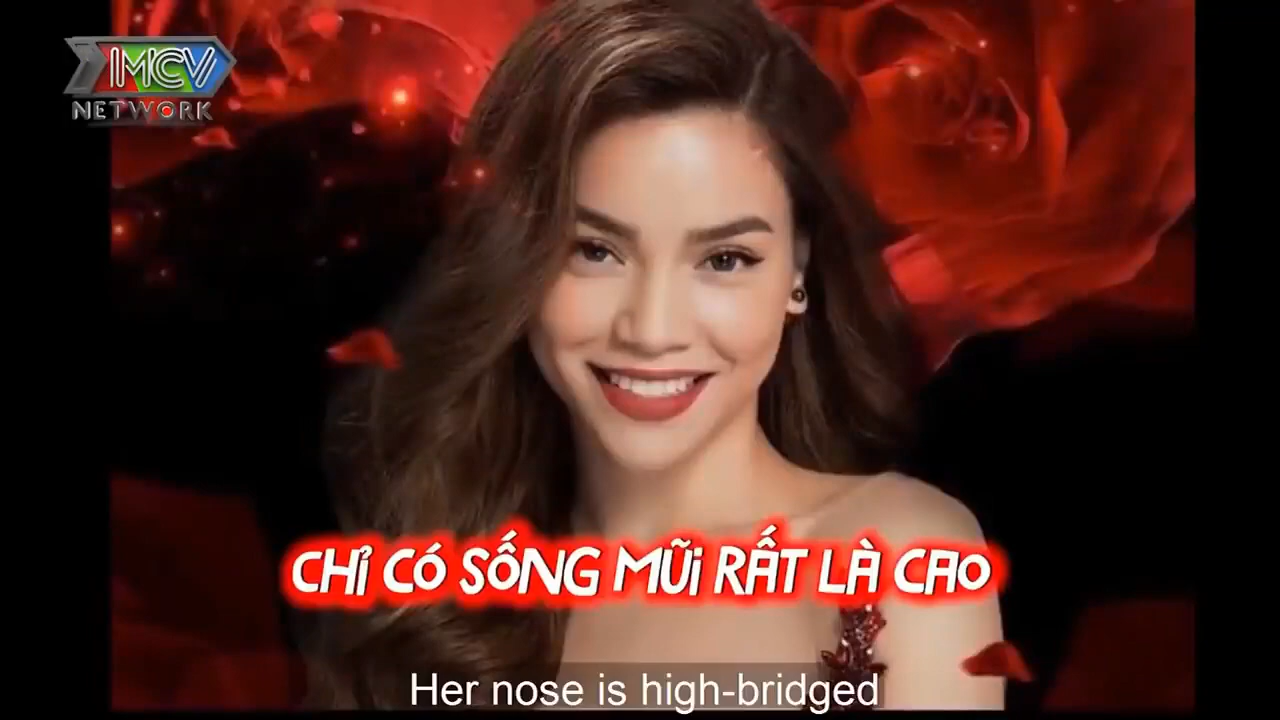 MCV
NETWORK
CHỈ CÓ SỐNG MŨI RẤT LÀ CAO
Her nose is high-bridged